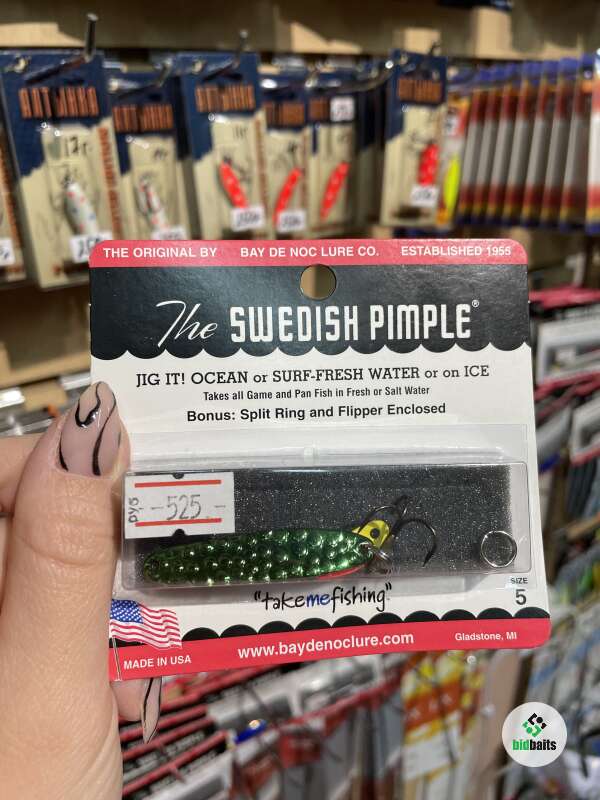 THE ORIGINAL BY BAY DE NOC LURE CO. ESTABLISHED 1955
The SWEDISH PIMPLE®
JIG IT! OCEAN or SURF-FRESH WATER or on ICE
Takes all Game and Pan Fish in Fresh or Salt Water
Bonus: Split Ring and Flipper Enclosed
РУБ -525.-
"takemefishing"
SIZE
5
MADE IN USA
www.baydenoclure.com
Gladstone, MI
bidbaits